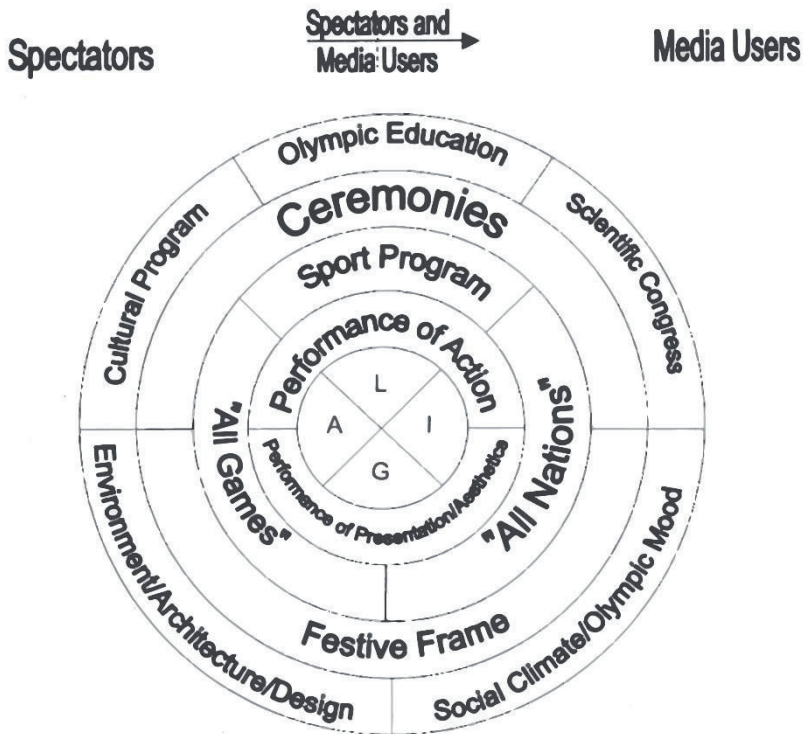 Spectators
Spectators and
Media Users
Media Users
Olympic Education
Cultural Program
Scientific Congress
Ceremonies
Sport Program
Performance of Action
L
A
I
G
"All Games"
"All Nations"
Performance of Presentation/Aesthetics
Festive Frame
Environment/Architecture/Design
Social Climate/Olympic Mood